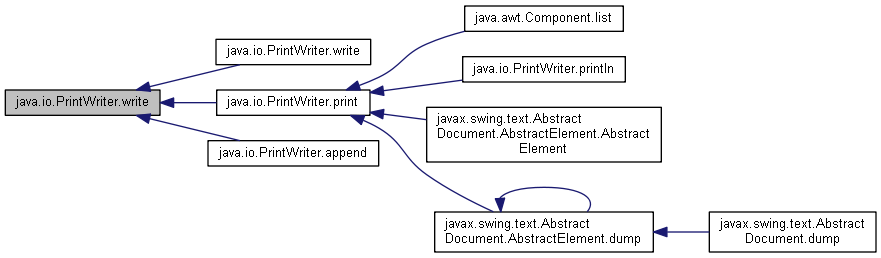 java.awt.Component.list
java.io.PrintWriter.write
java.io.PrintWriter.println
java.io.PrintWriter.write
java.io.PrintWriter.print
javax.swing.text.Abstract
Document.AbstractElement.Abstract
Element
java.io.PrintWriter.append
javax.swing.text.Abstract
Document.AbstractElement.dump
javax.swing.text.Abstract
Document.dump